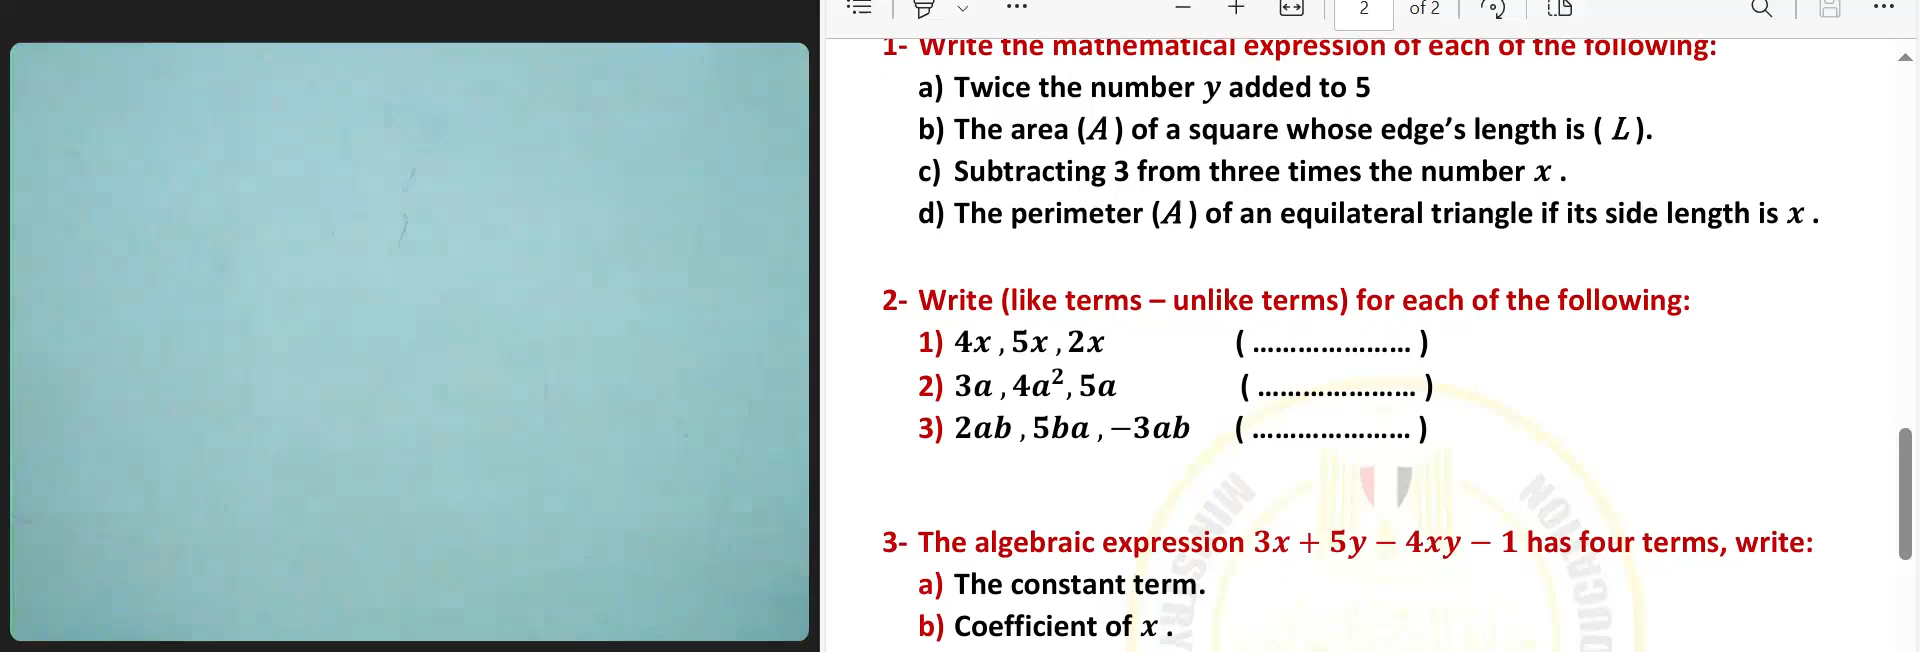 2 of 2
1- Write the mathematical expression of each of the following:
a) Twice the number y added to 5
b) The area (A) of a square whose edge's length is ( L ).
c) Subtracting 3 from three times the number x .
d) The perimeter (A) of an equilateral triangle if its side length is x .
2- Write (like terms – unlike terms) for each of the following:
1) 4x , 5x , 2x ( ..................... )
2) 3a , 4a², 5a ( ..................... )
3) 2ab , 5ba , −3ab ( ..................... )
3- The algebraic expression 3x + 5y − 4xy − 1 has four terms, write:
a) The constant term.
b) Coefficient of x .